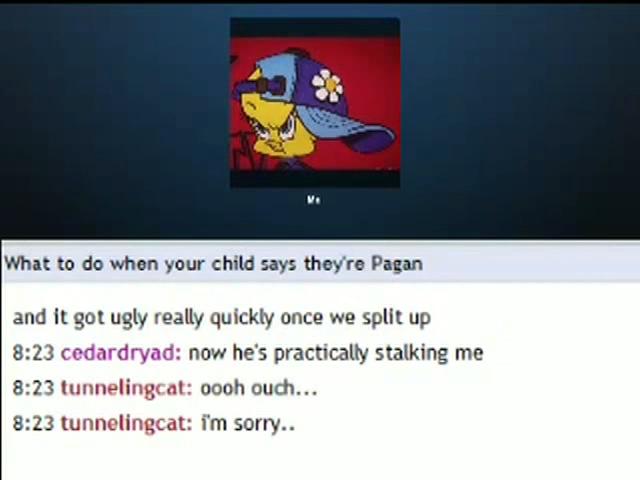 Me
What to do when your child says they're Pagan
and it got ugly really quickly once we split up
8:23 cedardryad: now he's practically stalking me
8:23 tunnelingcat: oooh ouch...
8:23 tunnelingcat: i'm sorry..